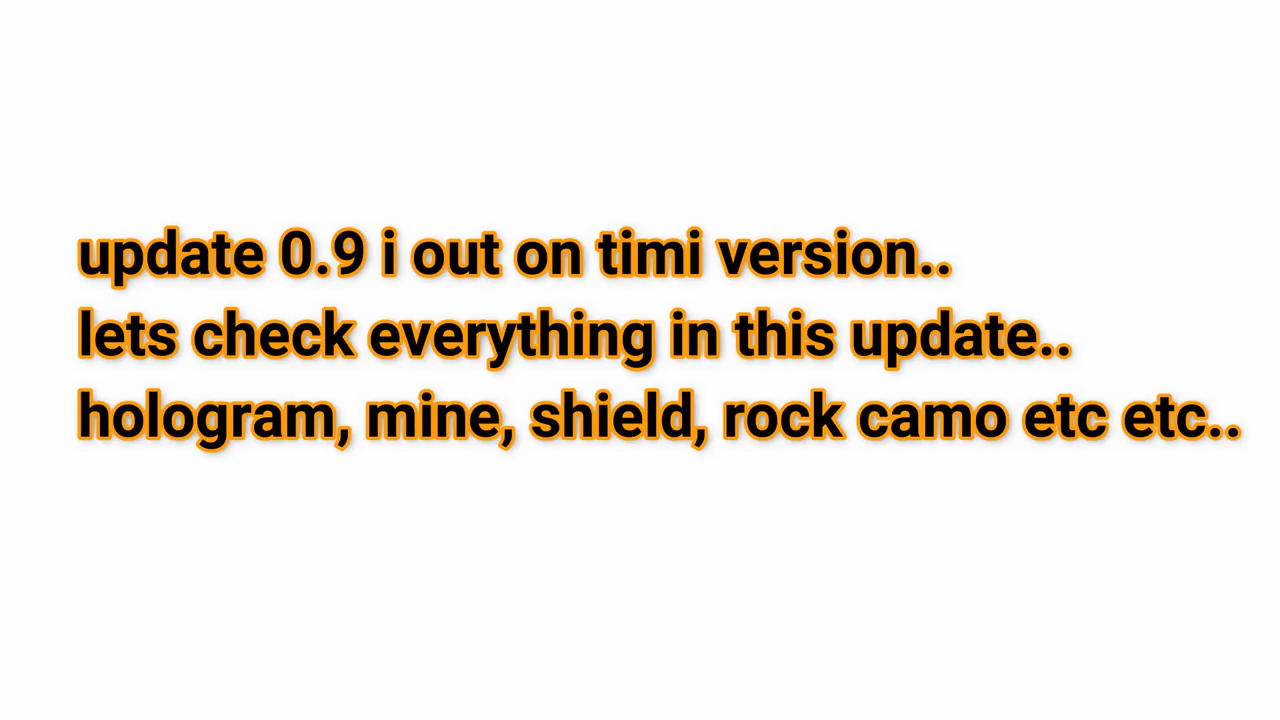 update 0.9 i out on timi version..
lets check everything in this update..
hologram, mine, shield, rock camo etc etc..